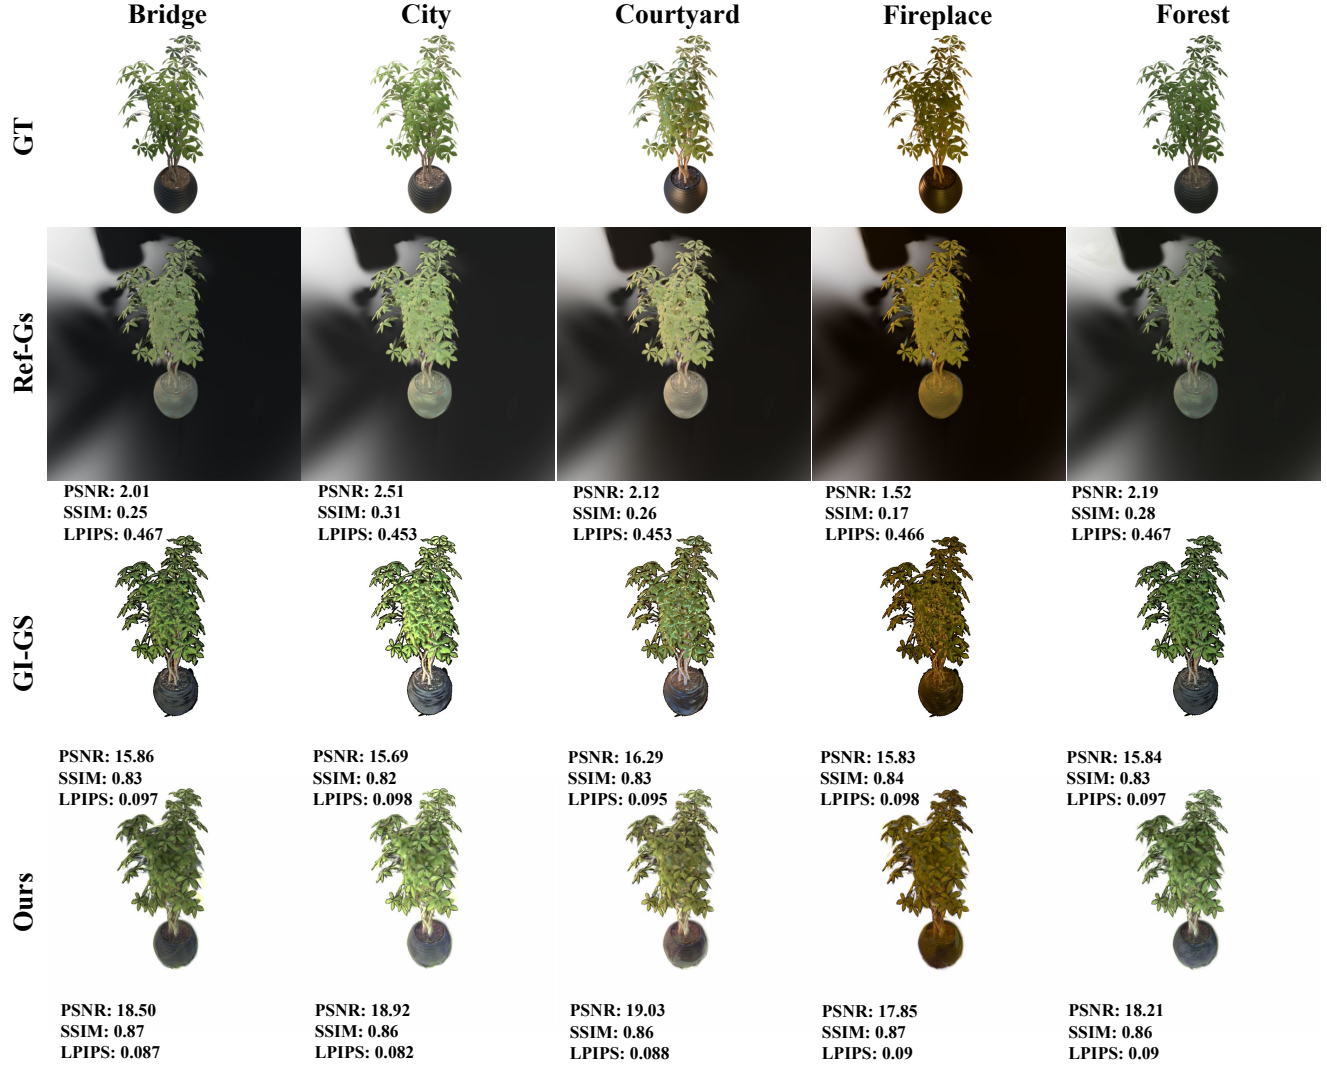 Bridge City Courtyard Fireplace Forest
GT
Ref-Gs
PSNR: 2.01 PSNR: 2.51 PSNR: 2.12 PSNR: 1.52 PSNR: 2.19
SSIM: 0.25 SSIM: 0.31 SSIM: 0.26 SSIM: 0.17 SSIM: 0.28
LPIPS: 0.467 LPIPS: 0.453 LPIPS: 0.453 LPIPS: 0.466 LPIPS: 0.467
GI-GS
PSNR: 15.86 PSNR: 15.69 PSNR: 16.29 PSNR: 15.83 PSNR: 15.84
SSIM: 0.83 SSIM: 0.82 SSIM: 0.83 SSIM: 0.84 SSIM: 0.83
LPIPS: 0.097 LPIPS: 0.098 LPIPS: 0.095 LPIPS: 0.098 LPIPS: 0.097
Ours
PSNR: 18.50 PSNR: 18.92 PSNR: 19.03 PSNR: 17.85 PSNR: 18.21
SSIM: 0.87 SSIM: 0.86 SSIM: 0.86 SSIM: 0.87 SSIM: 0.86
LPIPS: 0.087 LPIPS: 0.082 LPIPS: 0.088 LPIPS: 0.09 LPIPS: 0.09